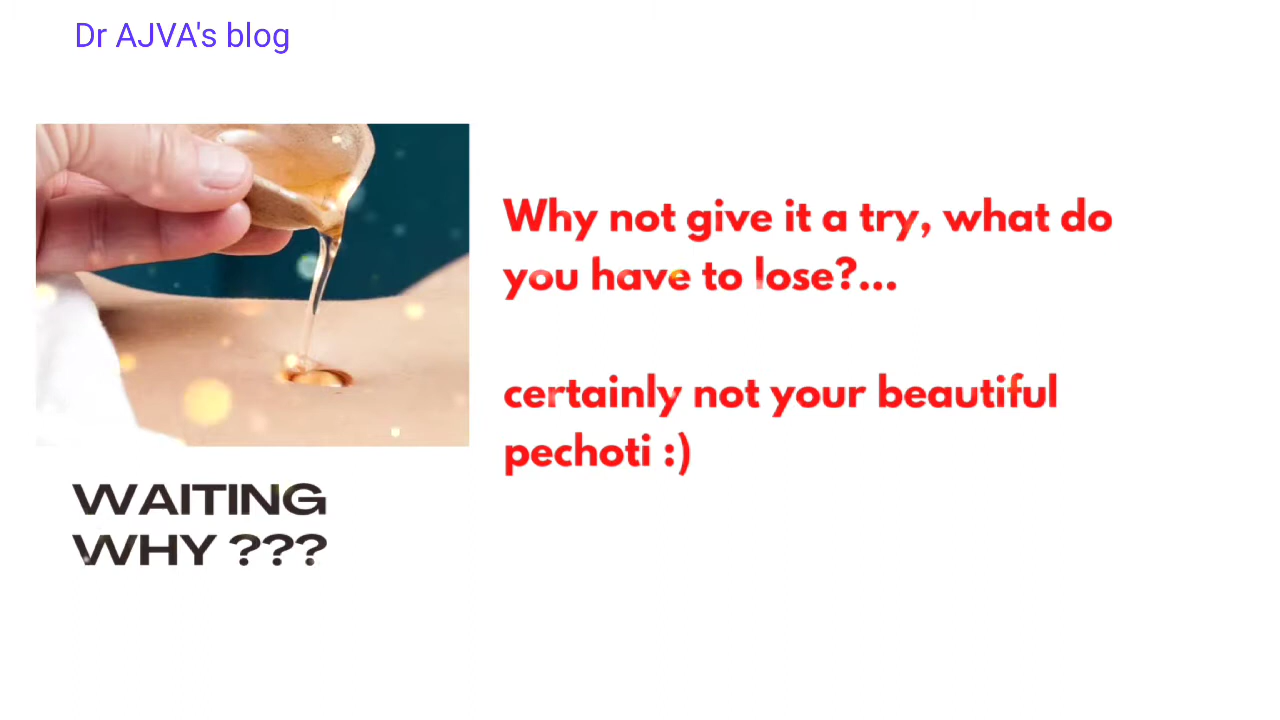 Dr AJVA's blog
Why not give it a try, what do
you have to lose?...
certainly not your beautiful
pechoti :)
WAITING
WHY ???